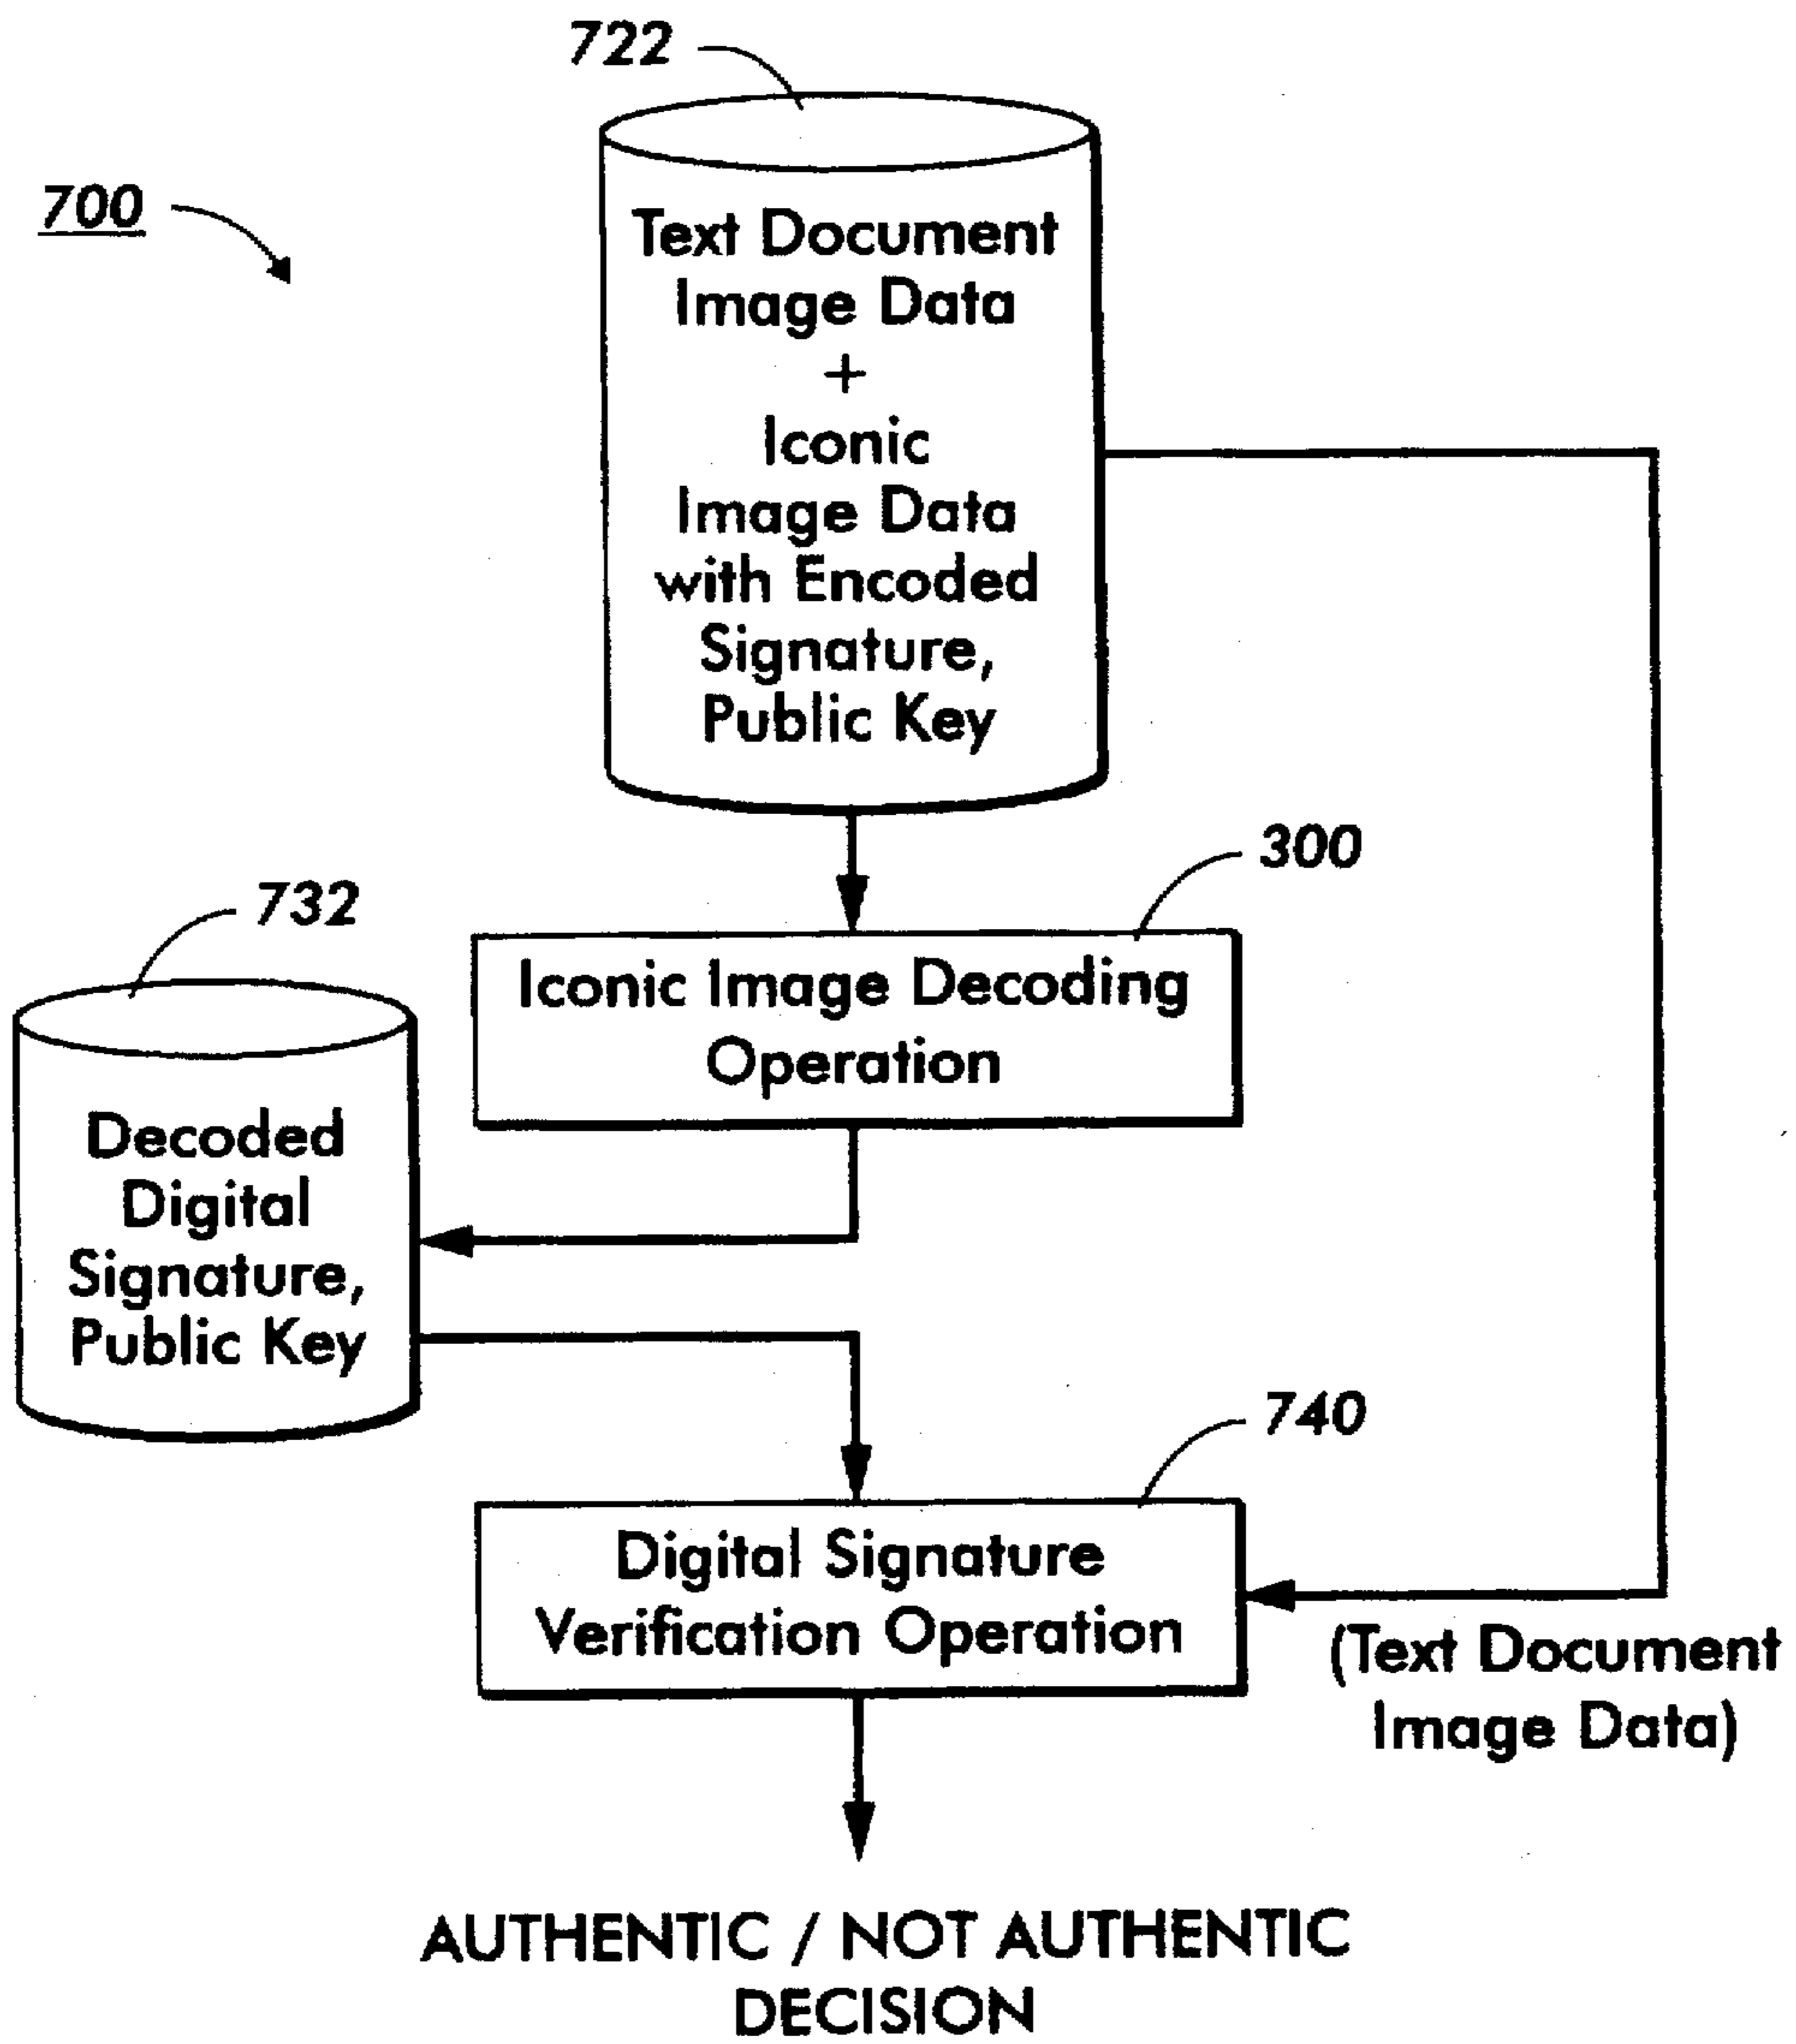 722
700
Text Document
Image Data
+
Iconic
Image Data
with Encoded
Signature,
Public Key
300
732
Iconic Image Decoding
Operation
Decoded
Digital
Signature,
Public Key
740
Digital Signature
Verification Operation
(Text Document
Image Data)
AUTHENTIC / NOT AUTHENTIC
DECISION